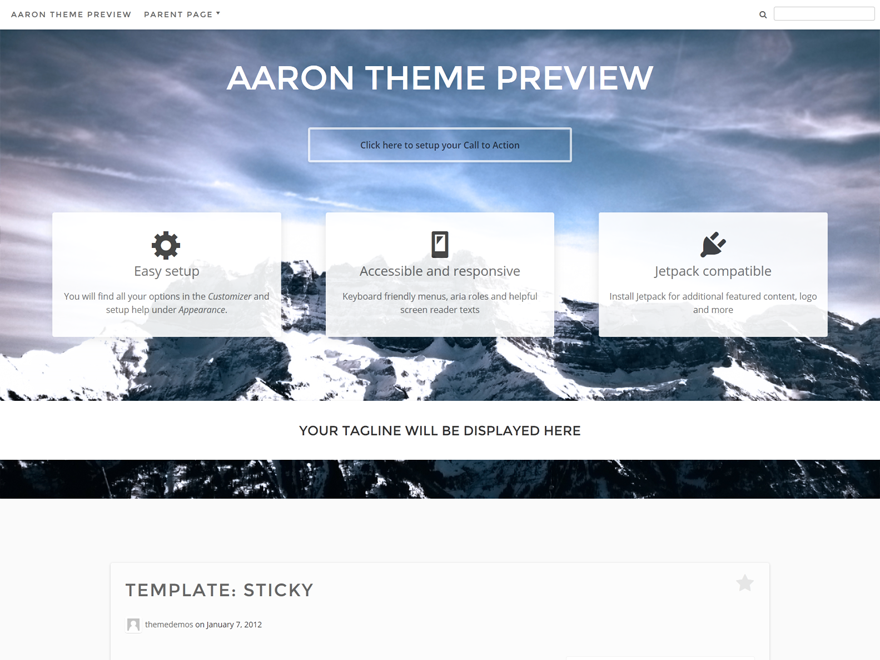 AARON THEME PREVIEW PARENT PAGE
AARON THEME PREVIEW
Click here to setup your Call to Action
Easy setup
You will find all your options in the Customizer and
setup help under Appearance.
Accessible and responsive
Keyboard friendly menus, aria roles and helpful
screen reader texts
Jetpack compatible
Install Jetpack for additional featured content, logo
and more
YOUR TAGLINE WILL BE DISPLAYED HERE
TEMPLATE: STICKY
themedemos on January 7, 2012